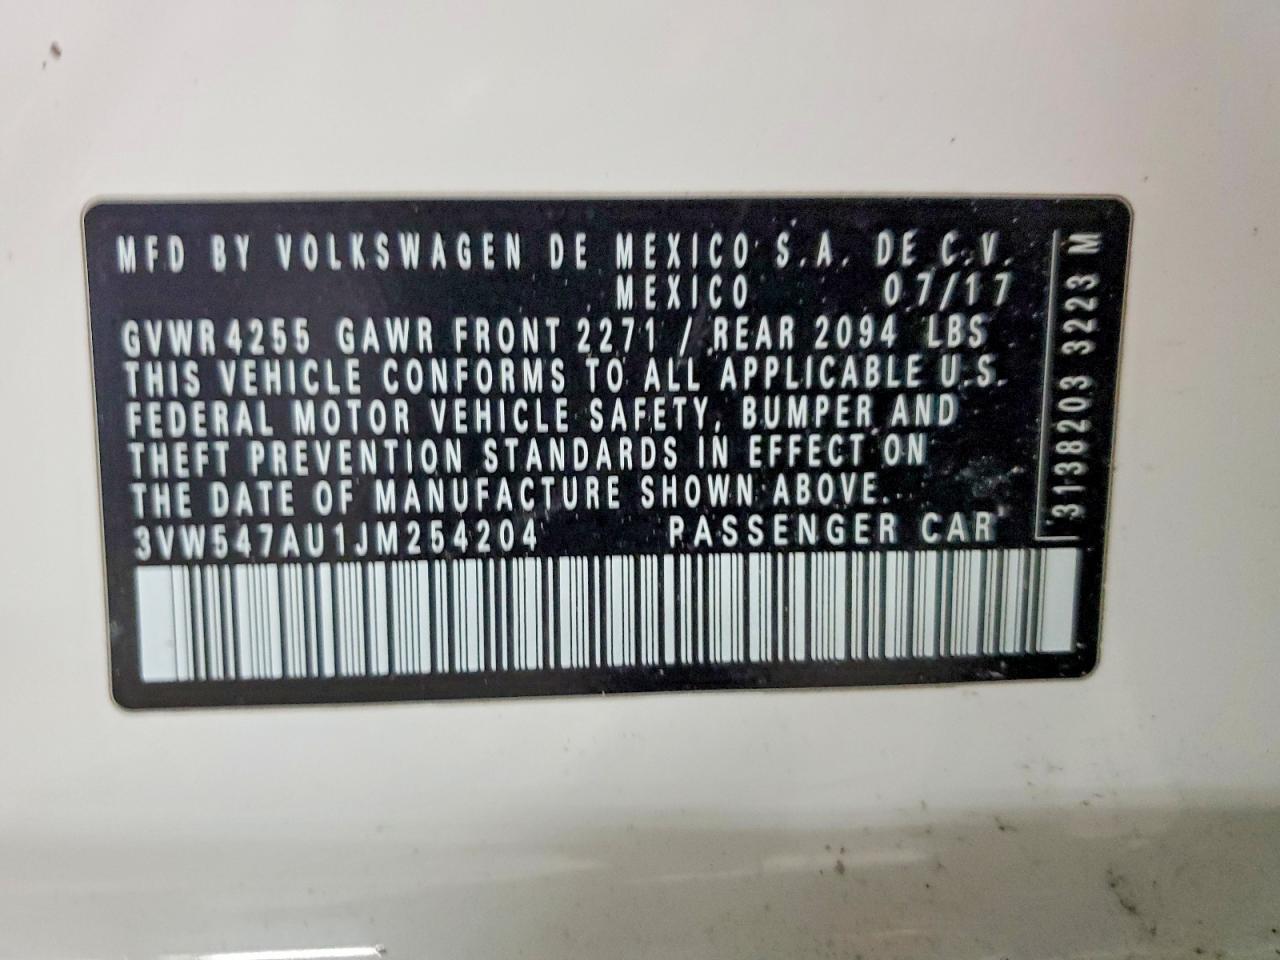 MFD BY VOLKSWAGEN DE MEXICO S.A. DE C.V.
MEXICO 07/17
GVWR 4255 GAWR FRONT 2271 / REAR 2094 LBS
THIS VEHICLE CONFORMS TO ALL APPLICABLE U.S.
FEDERAL MOTOR VEHICLE SAFETY, BUMPER AND
THEFT PREVENTION STANDARDS IN EFFECT ON
THE DATE OF MANUFACTURE SHOWN ABOVE.
3VW547AU1JM254204 PASSENGER CAR
3138203 3223 M